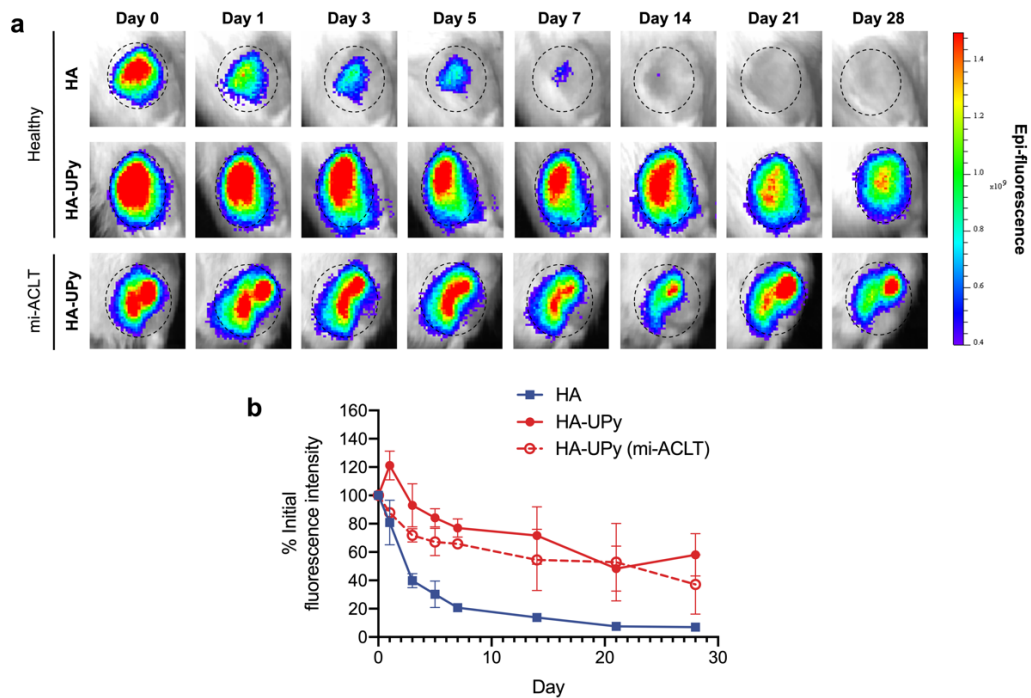 a
Day 0 Day 1 Day 3 Day 5 Day 7 Day 14 Day 21 Day 28
Healthy
HA
HA-UPy
mi-ACLT
HA-UPy
1.4
1.2
1.0
x10⁹
0.8
0.6
0.4
Epi-fluorescence
b
HA
HA-UPy
HA-UPy (mi-ACLT)
% Initial
fluorescence intensity
160
140
120
100
80
60
40
20
0
0 10 20 30
Day